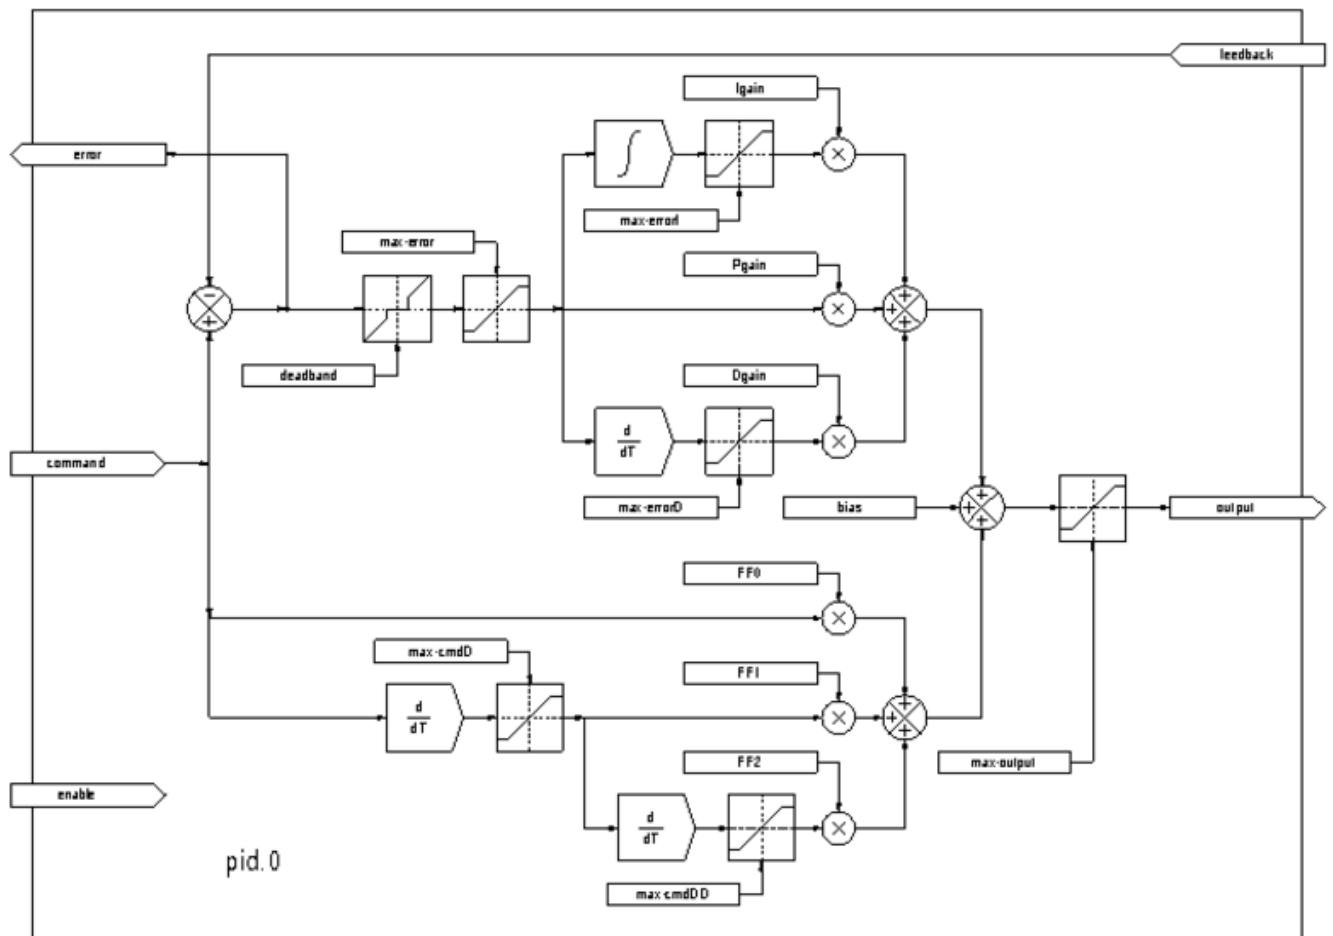 feedback
Igain
error
max-errorI
max-error
Pgain
−
+
+
+
+
deadband
Dgain
d
dT
command
max-errorD
bias
+
+
+
output
FF0
max-cmdD
FF1
d
dT
+
+
+
FF2
max-output
enable
d
dT
pid.0
max-cmdDD